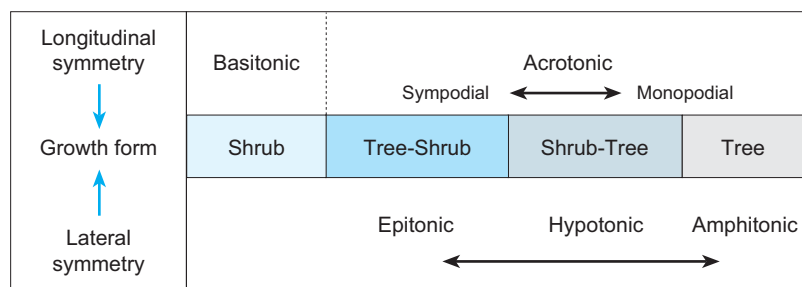 Longitudinal
symmetry
Basitonic
Acrotonic
Sympodial
Monopodial
Growth form
Shrub
Tree-Shrub
Shrub-Tree
Tree
Lateral
symmetry
Epitonic
Hypotonic
Amphitonic